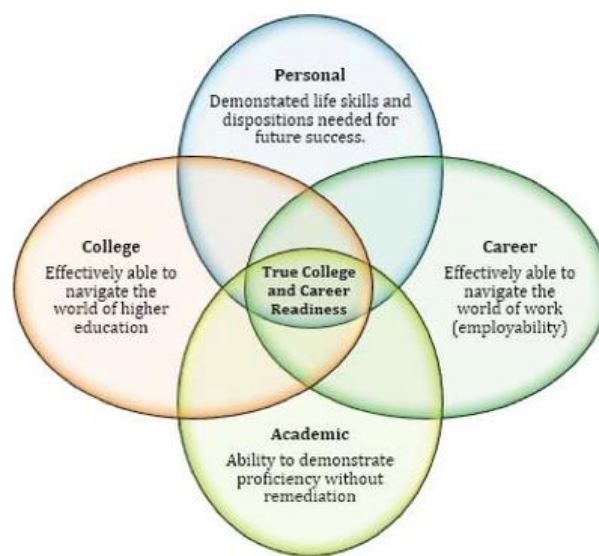 Personal
Demonstated life skills and
dispositions needed for
future success.
College
Effectively able to
navigate the
world of higher
education
True College
and Career
Readiness
Career
Effectively able to
navigate the
world of work
(employability)
Academic
Ability to demonstrate
proficiency without
remediation